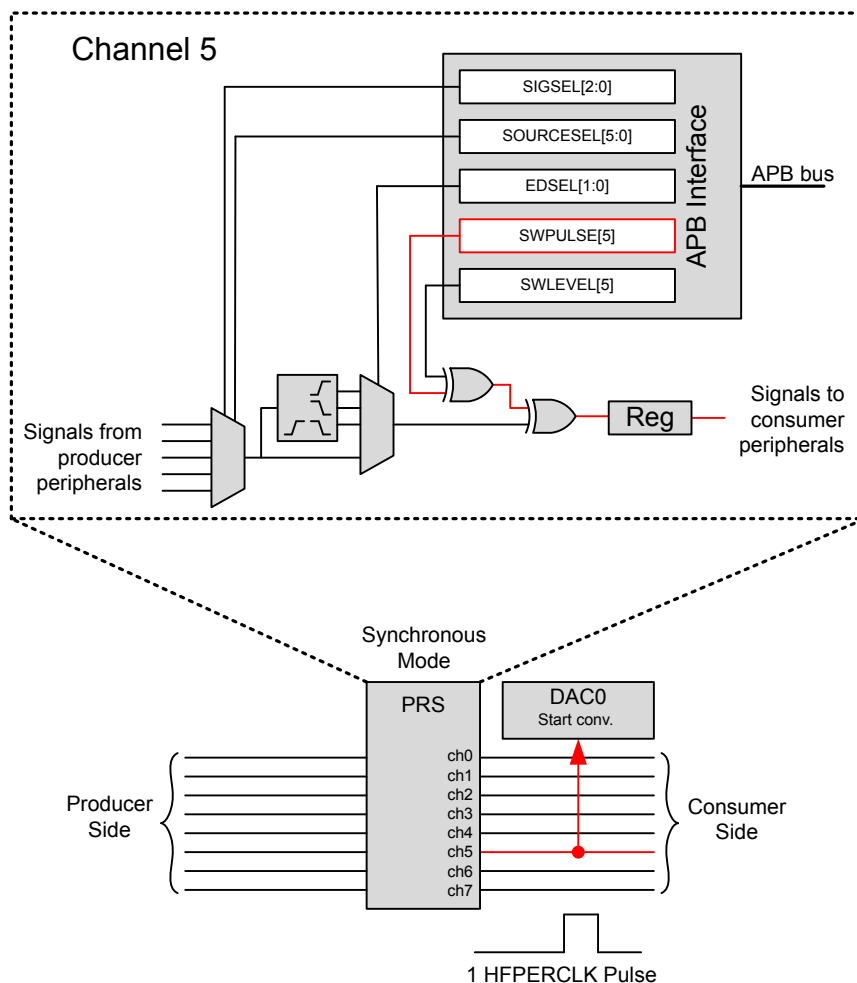 Channel 5
SIGSEL[2:0]
SOURCESEL[5:0]
EDSEL[1:0]
SWPULSE[5]
SWLEVEL[5]
APB Interface
APB bus
Signals from
producer
peripherals
Reg
Signals to
consumer
peripherals
Synchronous
Mode
PRS
DAC0
Start conv.
ch0
ch1
ch2
ch3
ch4
ch5
ch6
ch7
Producer
Side
Consumer
Side
1 HFPERCLK Pulse